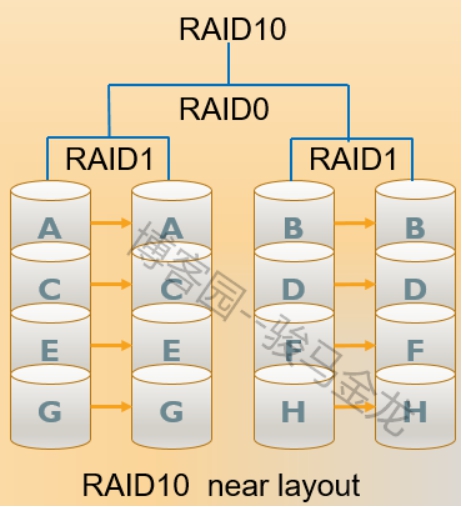 RAID10
RAID0
RAID1 RAID1
A A B B
C C D D
E E F F
G G H H
博客园--骏马金龙
RAID10 near layout